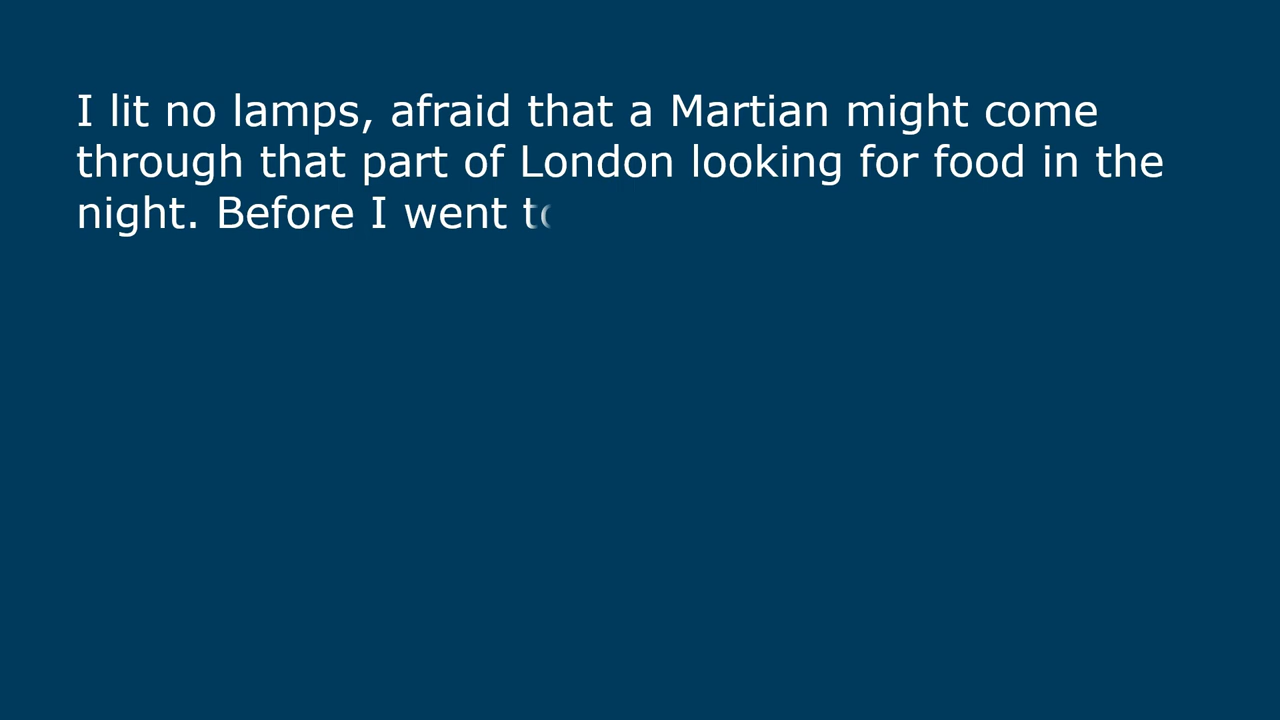 I lit no lamps, afraid that a Martian might come
through that part of London looking for food in the
night. Before I went to